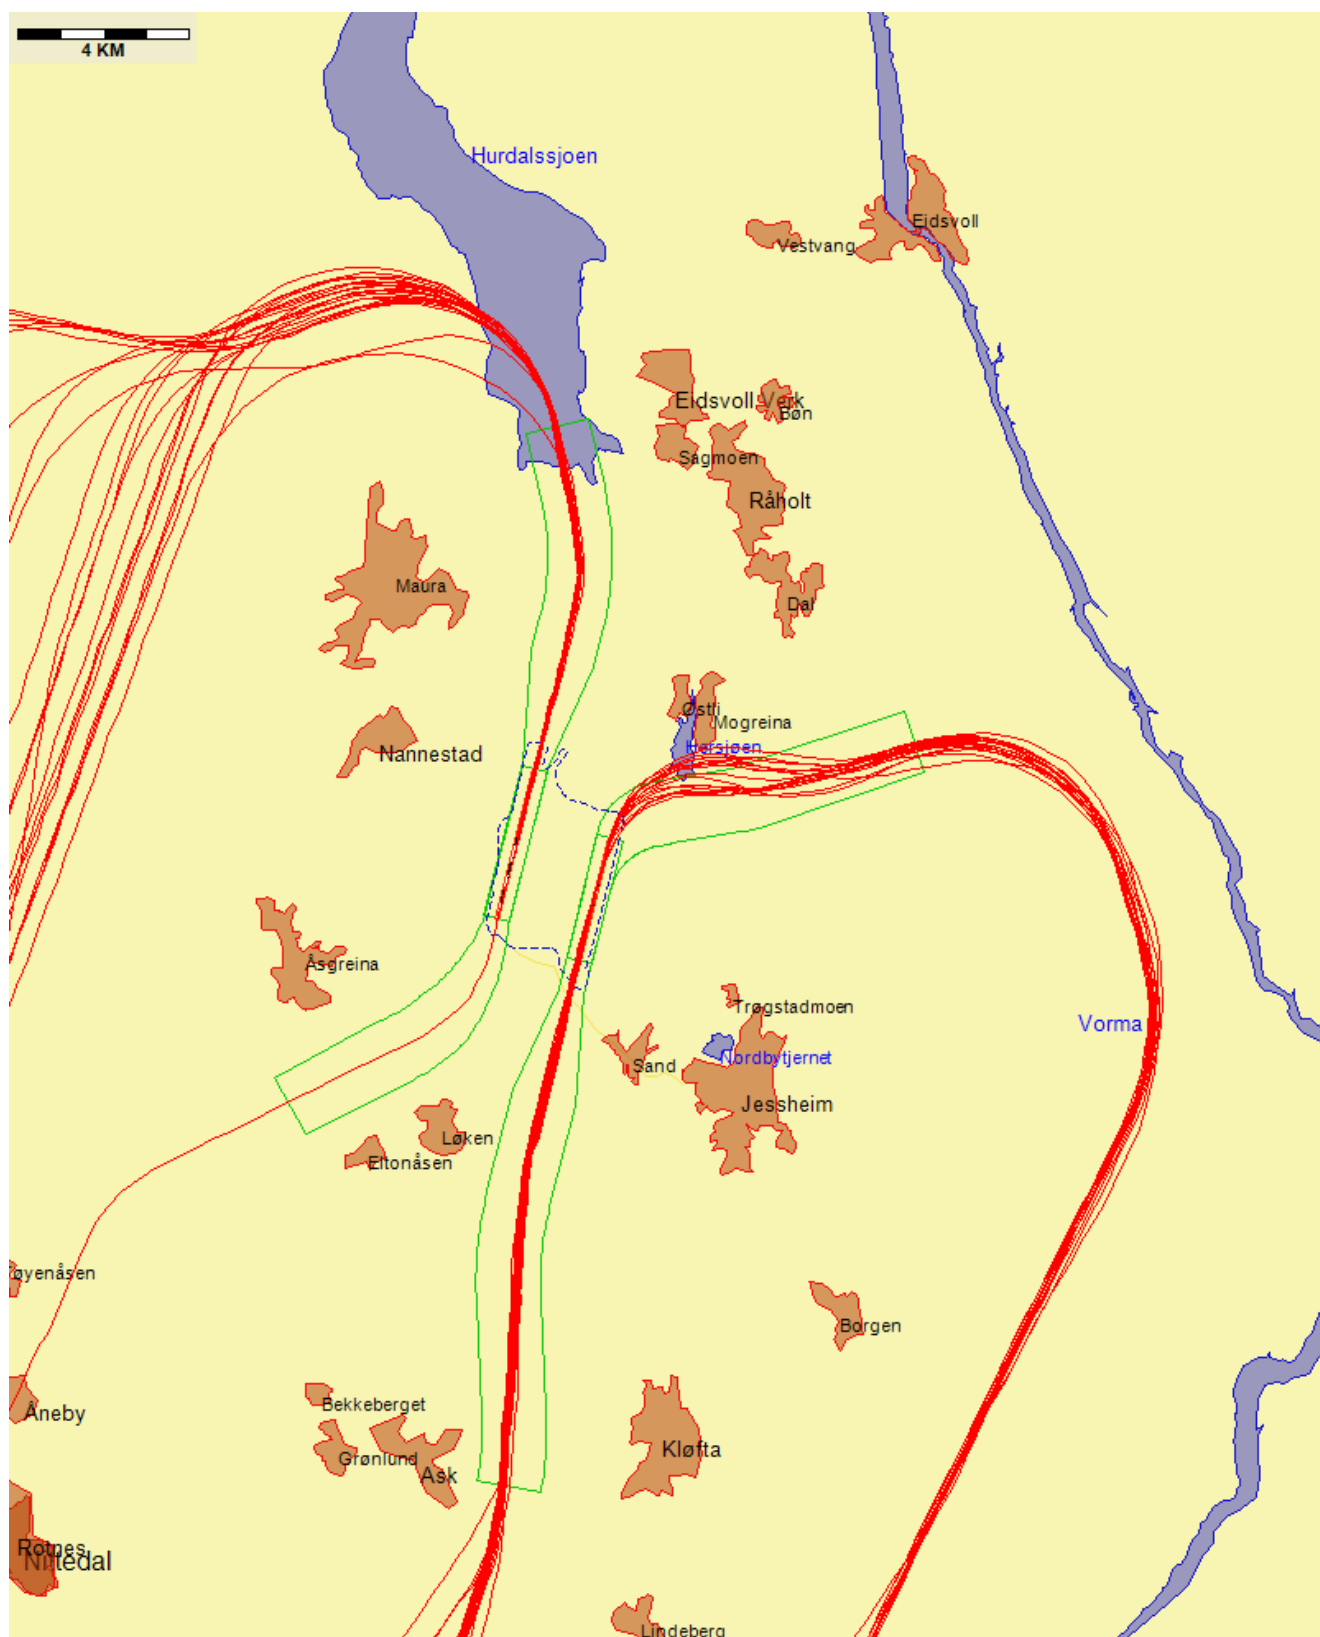 4 KM
Hurdalssjoen
Eidsvoll
Vestvang
Eidsvoll Verk
Bøn
Sagmoen
Råholt
Maura
Dal
Østli
Mogreina
Hersjøen
Nannestad
Åsgreina
Trøgstadmoen
Vorma
Nordbytjernet
Sand
Jessheim
Løken
Eltonåsen
øyenåsen
Borgen
Bekkeberget
Åneby
Kløfta
Grønlund
Ask
Rotnes
Nittedal
Lindeberg